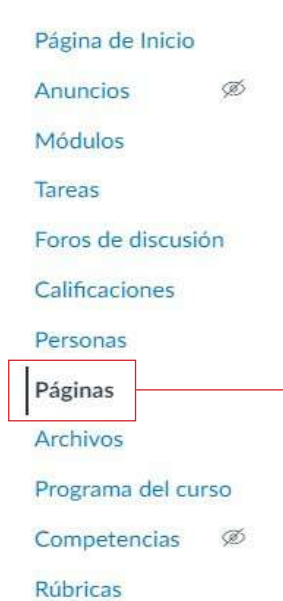 Página de Inicio
Anuncios
Módulos
Tareas
Foros de discusión
Calificaciones
Personas
Páginas
Archivos
Programa del curso
Competencias
Rúbricas